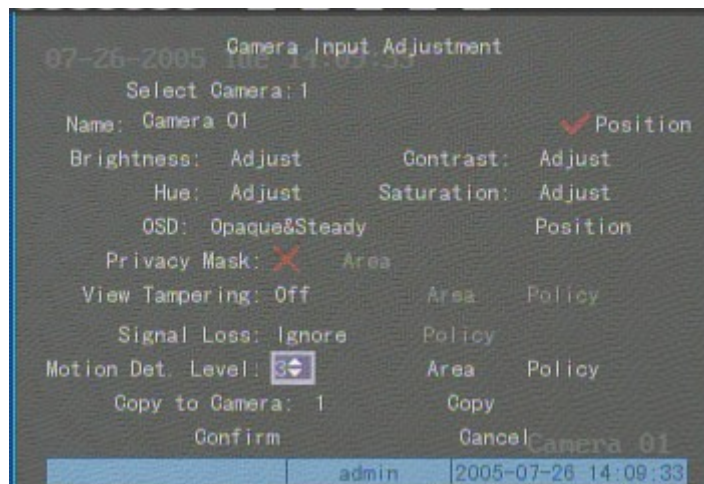 Camera Input Adjustment
07-26-2005 Tue 14:09:33
Select Camera: 1
Name: Camera 01 Position
Brightness: Adjust Contrast: Adjust
Hue: Adjust Saturation: Adjust
OSD: Opaque&Steady Position
Privacy Mask: Area
View Tampering: Off Area Policy
Signal Loss: Ignore Policy
Motion Det. Level: 3 Area Policy
Copy to Camera: 1 Copy
Confirm Cancel
Camera 01
admin 2005-07-26 14:09:33